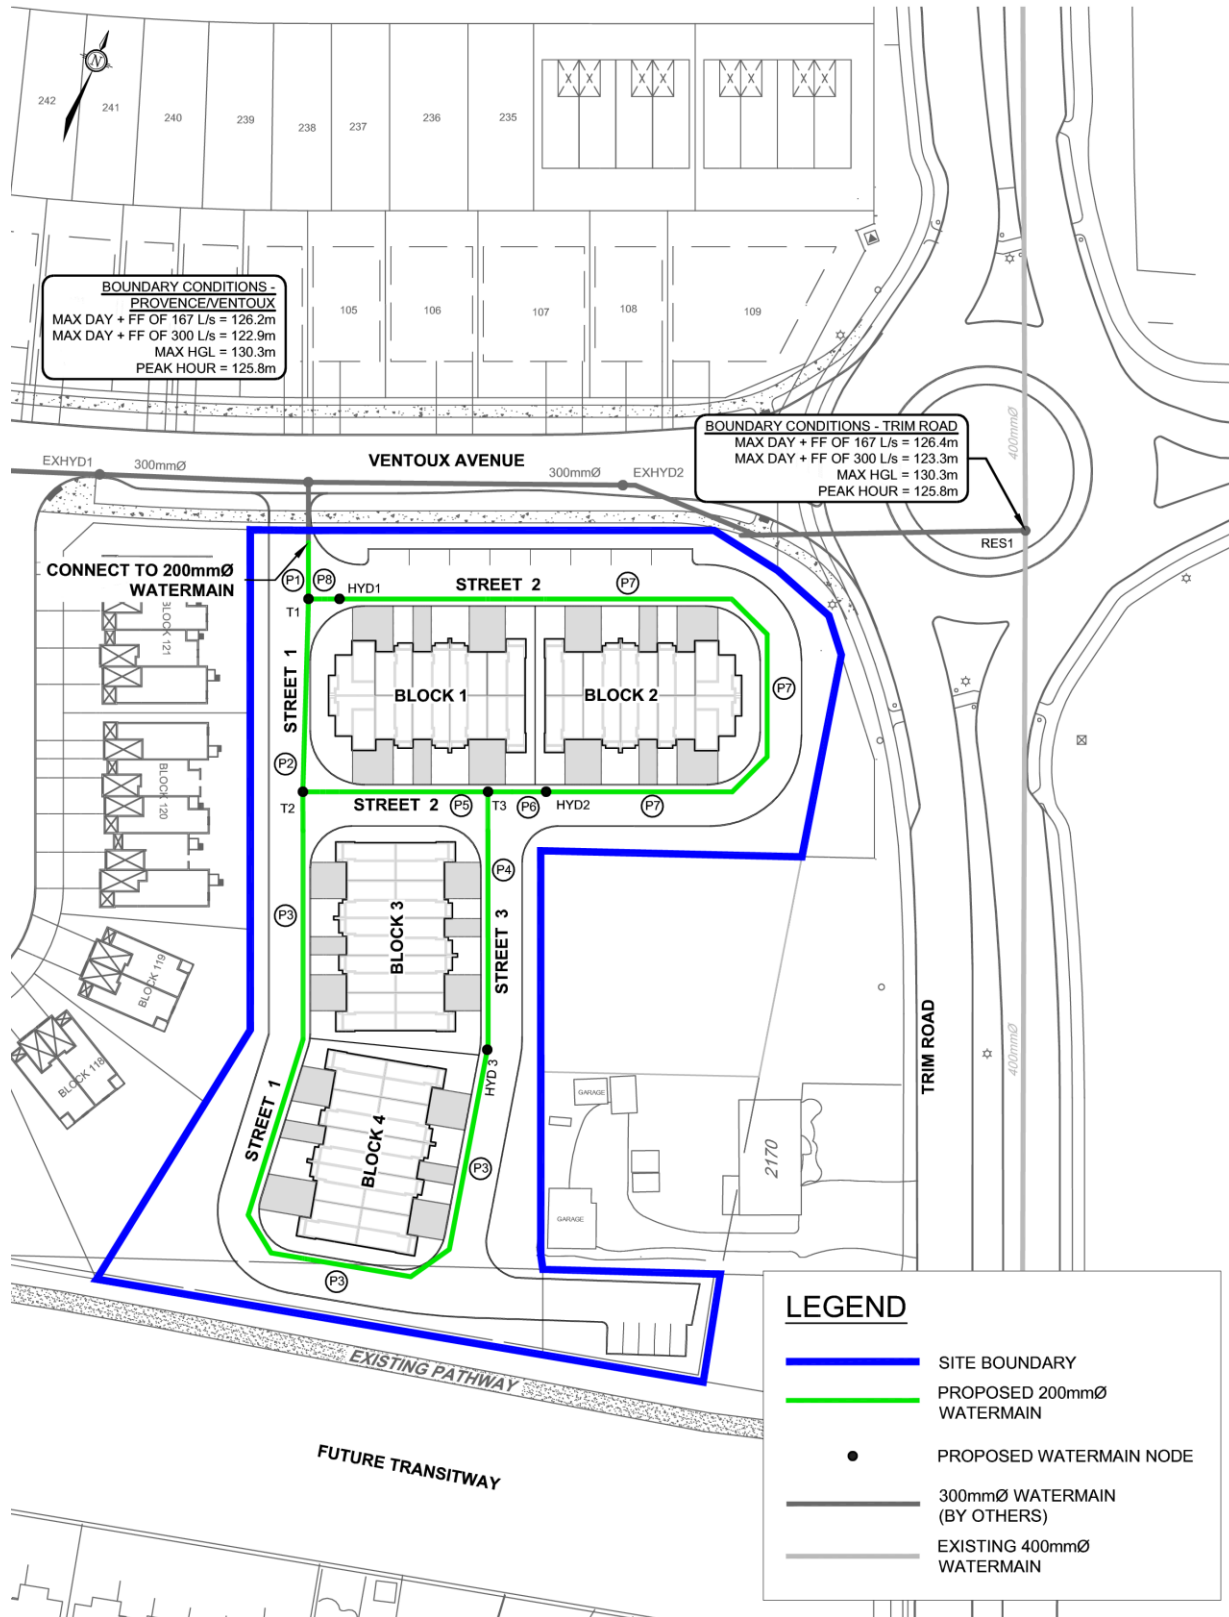 N
242
241
240
239
238
237
236
235
BOUNDARY CONDITIONS -
PROVENCE/VENTOUX
MAX DAY + FF OF 167 L/s = 126.2m
MAX DAY + FF OF 300 L/s = 122.9m
MAX HGL = 130.3m
PEAK HOUR = 125.8m
105
106
107
108
109
BOUNDARY CONDITIONS - TRIM ROAD
MAX DAY + FF OF 167 L/s = 126.4m
MAX DAY + FF OF 300 L/s = 123.3m
MAX HGL = 130.3m
PEAK HOUR = 125.8m
400mmØ
EXHYD1
300mmØ
VENTOUX AVENUE
300mmØ
EXHYD2
RES1
CONNECT TO 200mmØ
WATERMAIN
P1
P8
HYD1
STREET 2
P7
T1
BLOCK 121
STREET 1
BLOCK 1
BLOCK 2
P7
P2
T2
STREET 2
P5
T3
P6
HYD2
P7
BLOCK 120
P4
P3
BLOCK 3
STREET 3
BLOCK 119
BLOCK 118
HYD 3
STREET 1
BLOCK 4
P3
P3
TRIM ROAD
400mmØ
GARAGE
2170
GARAGE
EXISTING PATHWAY
FUTURE TRANSITWAY
LEGEND
SITE BOUNDARY
PROPOSED 200mmØ
WATERMAIN
PROPOSED WATERMAIN NODE
300mmØ WATERMAIN
(BY OTHERS)
EXISTING 400mmØ
WATERMAIN